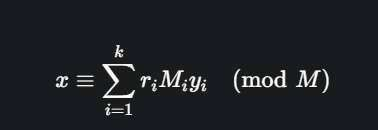 x ≡ ∑_{i=1}^{k} r_i M_i y_i (mod M)